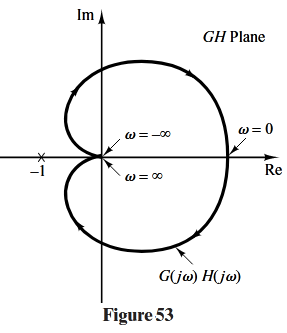 Im
GH Plane
ω = −∞
ω = 0
−1
Re
ω = ∞
G(jω) H(jω)
Figure 53